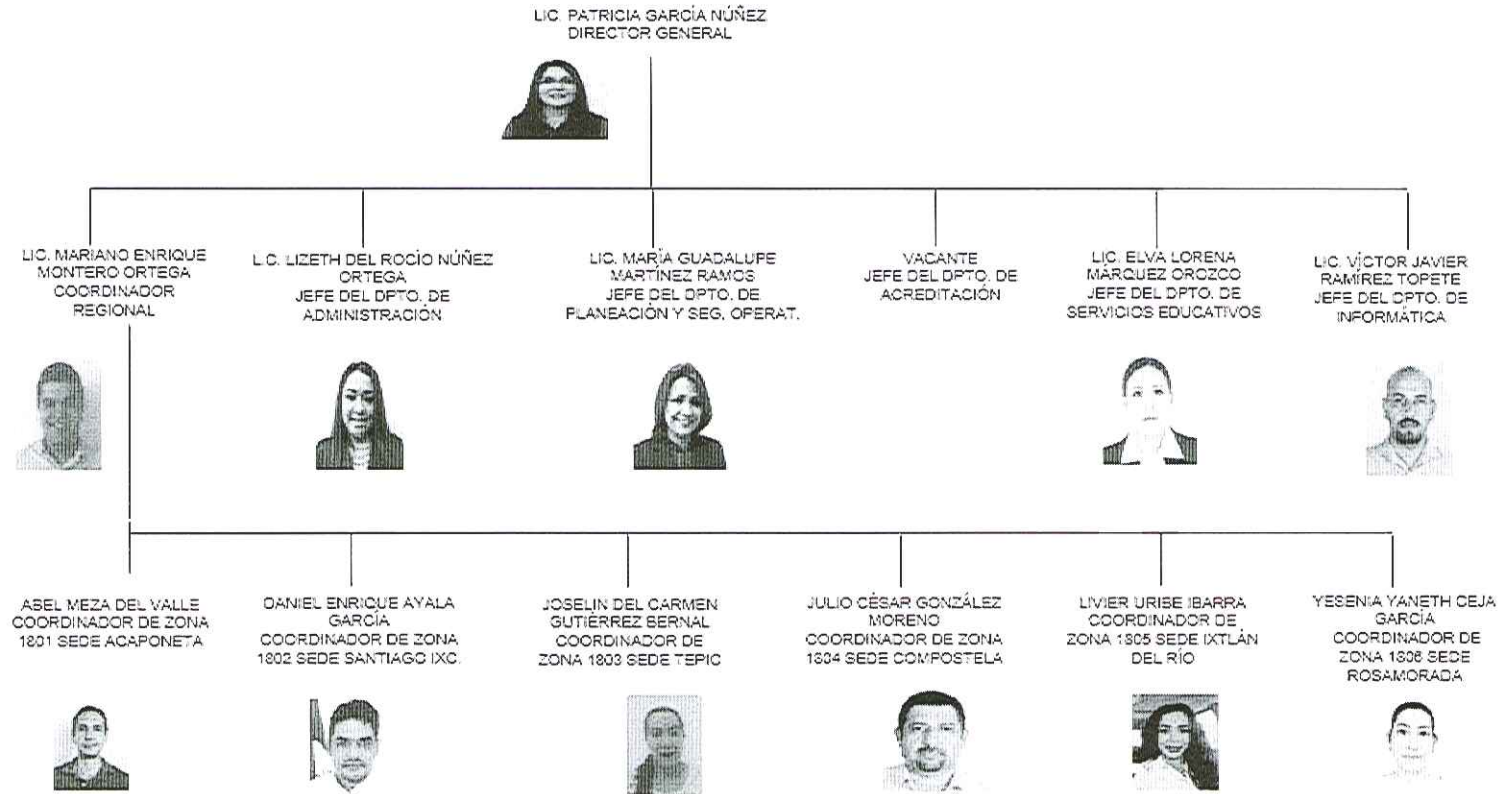 LIC. PATRICIA GARCÍA NÚÑEZ
DIRECTOR GENERAL
LIC. MARIANO ENRIQUE
MONTERO ORTEGA
COORDINADOR
REGIONAL
L.C. LIZETH DEL ROCÍO NÚÑEZ
ORTEGA
JEFE DEL DPTO. DE
ADMINISTRACIÓN
LIC. MARÍA GUADALUPE
MARTÍNEZ RAMOS
JEFE DEL DPTO. DE
PLANEACIÓN Y SEG. OPERAT.
VACANTE
JEFE DEL DPTO. DE
ACREDITACIÓN
LIC. ELVA LORENA
MÁRQUEZ OROZCO
JEFE DEL DPTO. DE
SERVICIOS EDUCATIVOS
LIC. VÍCTOR JAVIER
RAMÍREZ TOPETE
JEFE DEL DPTO. DE
INFORMÁTICA
ABEL MEZA DEL VALLE
COORDINADOR DE ZONA
1801 SEDE ACAPONETA
DANIEL ENRIQUE AYALA
GARCÍA
COORDINADOR DE ZONA
1802 SEDE SANTIAGO IXC.
JOSELIN DEL CARMEN
GUTIÉRREZ BERNAL
COORDINADOR DE
ZONA 1803 SEDE TEPIC
JULIO CÉSAR GONZÁLEZ
MORENO
COORDINADOR DE ZONA
1804 SEDE COMPOSTELA
LIVIER URIBE IBARRA
COORDINADOR DE
ZONA 1805 SEDE IXTLÁN
DEL RÍO
YESENIA YANETH CEJA
GARCÍA
COORDINADOR DE
ZONA 1806 SEDE
ROSAMORADA